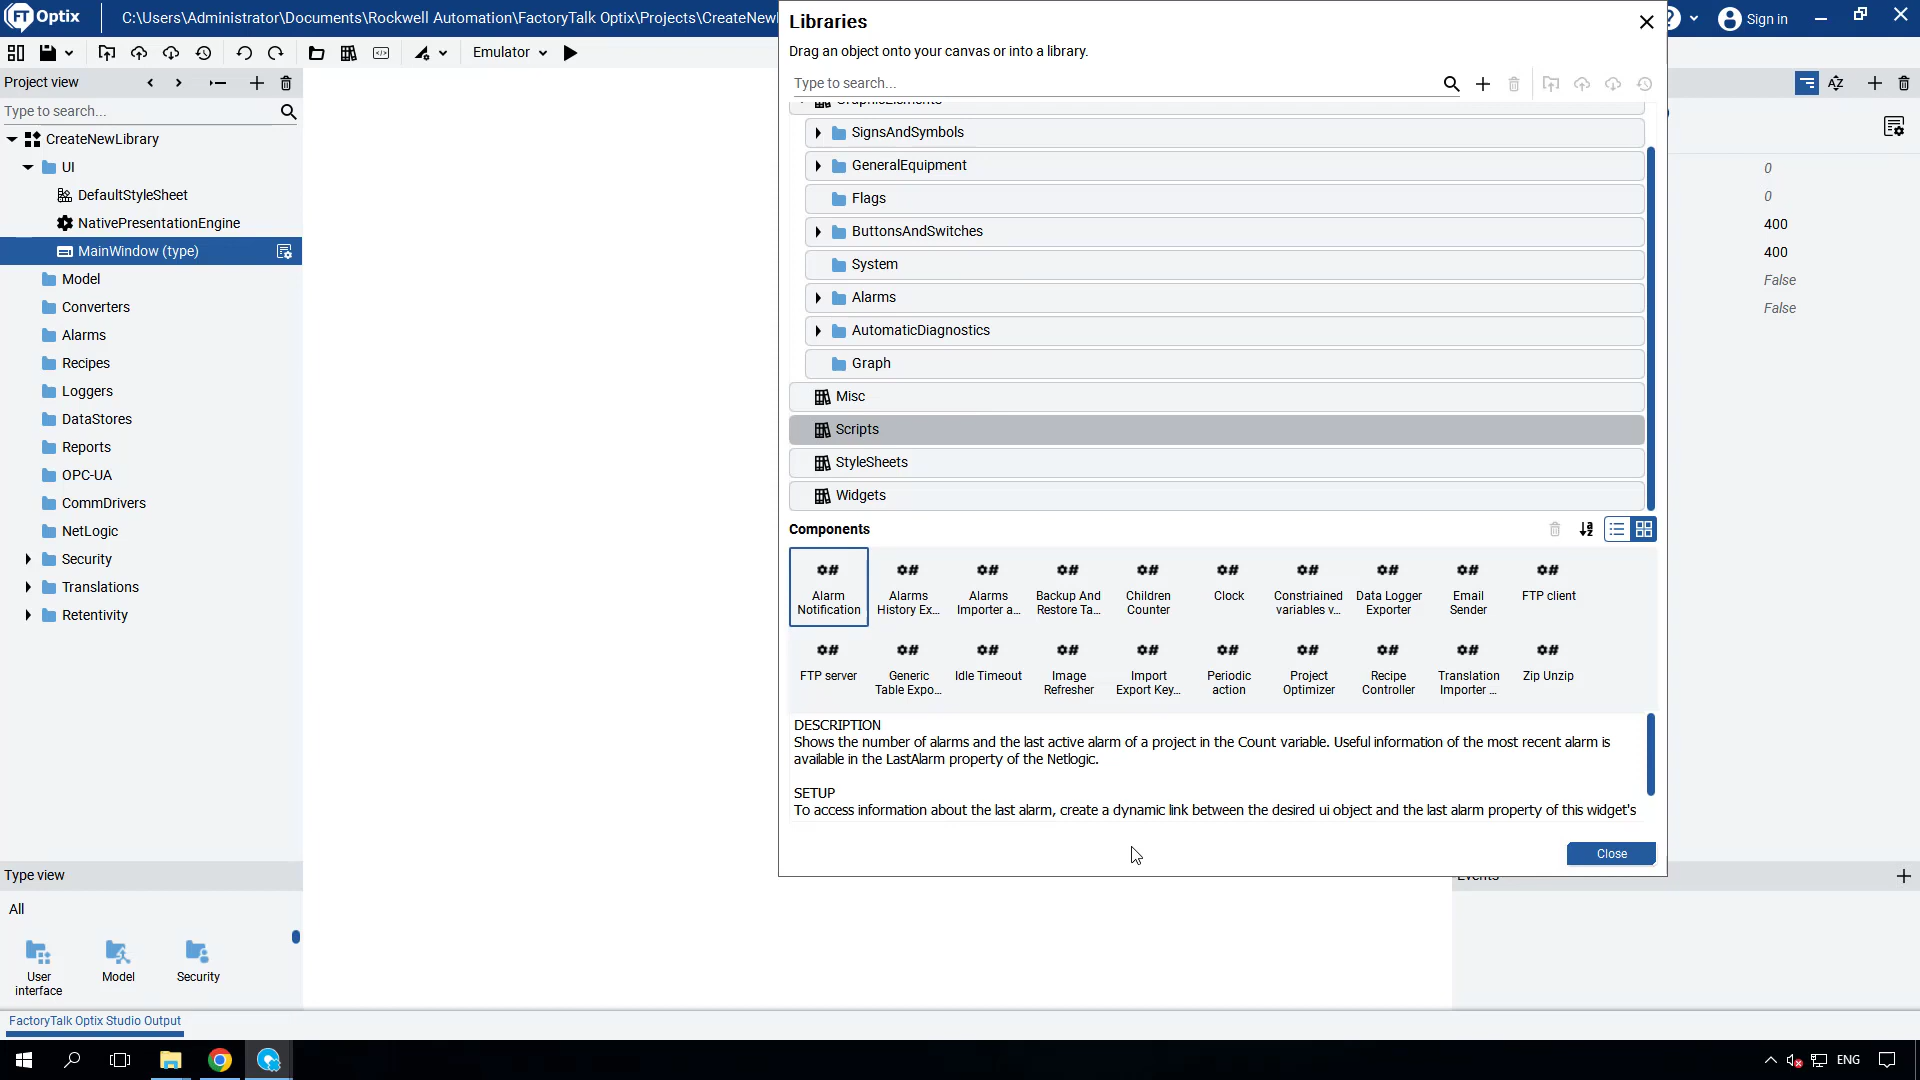 FT Optix
C:\Users\Administrator\Documents\Rockwell Automation\FactoryTalk Optix\Projects\CreateNewL
Libraries
Sign in
Drag an object onto your canvas or into a library.
Emulator
Type to search...
Project view
Type to search...
CreateNewLibrary
UI
DefaultStyleSheet
NativePresentationEngine
MainWindow (type)
Model
Converters
Alarms
Recipes
Loggers
DataStores
Reports
OPC-UA
CommDrivers
NetLogic
Security
Translations
Retentivity
GraphicElements
SignsAndSymbols
GeneralEquipment
Flags
ButtonsAndSwitches
System
Alarms
AutomaticDiagnostics
Graph
Misc
Scripts
StyleSheets
Widgets
0
0
400
400
False
False
Components
Alarm
Notification
Alarms
History Ex...
Alarms
Importer a...
Backup And
Restore Ta...
Children
Counter
Clock
Constriained
variables v...
Data Logger
Exporter
Email
Sender
FTP client
FTP server
Generic
Table Expo...
Idle Timeout
Image
Refresher
Import
Export Key...
Periodic
action
Project
Optimizer
Recipe
Controller
Translation
Importer ...
Zip Unzip
DESCRIPTION
Shows the number of alarms and the last active alarm of a project in the Count variable. Useful information of the most recent alarm is
available in the LastAlarm property of the Netlogic.
SETUP
To access information about the last alarm, create a dynamic link between the desired ui object and the last alarm property of this widget's
Close
Events
Type view
All
User
interface
Model
Security
FactoryTalk Optix Studio Output
ENG